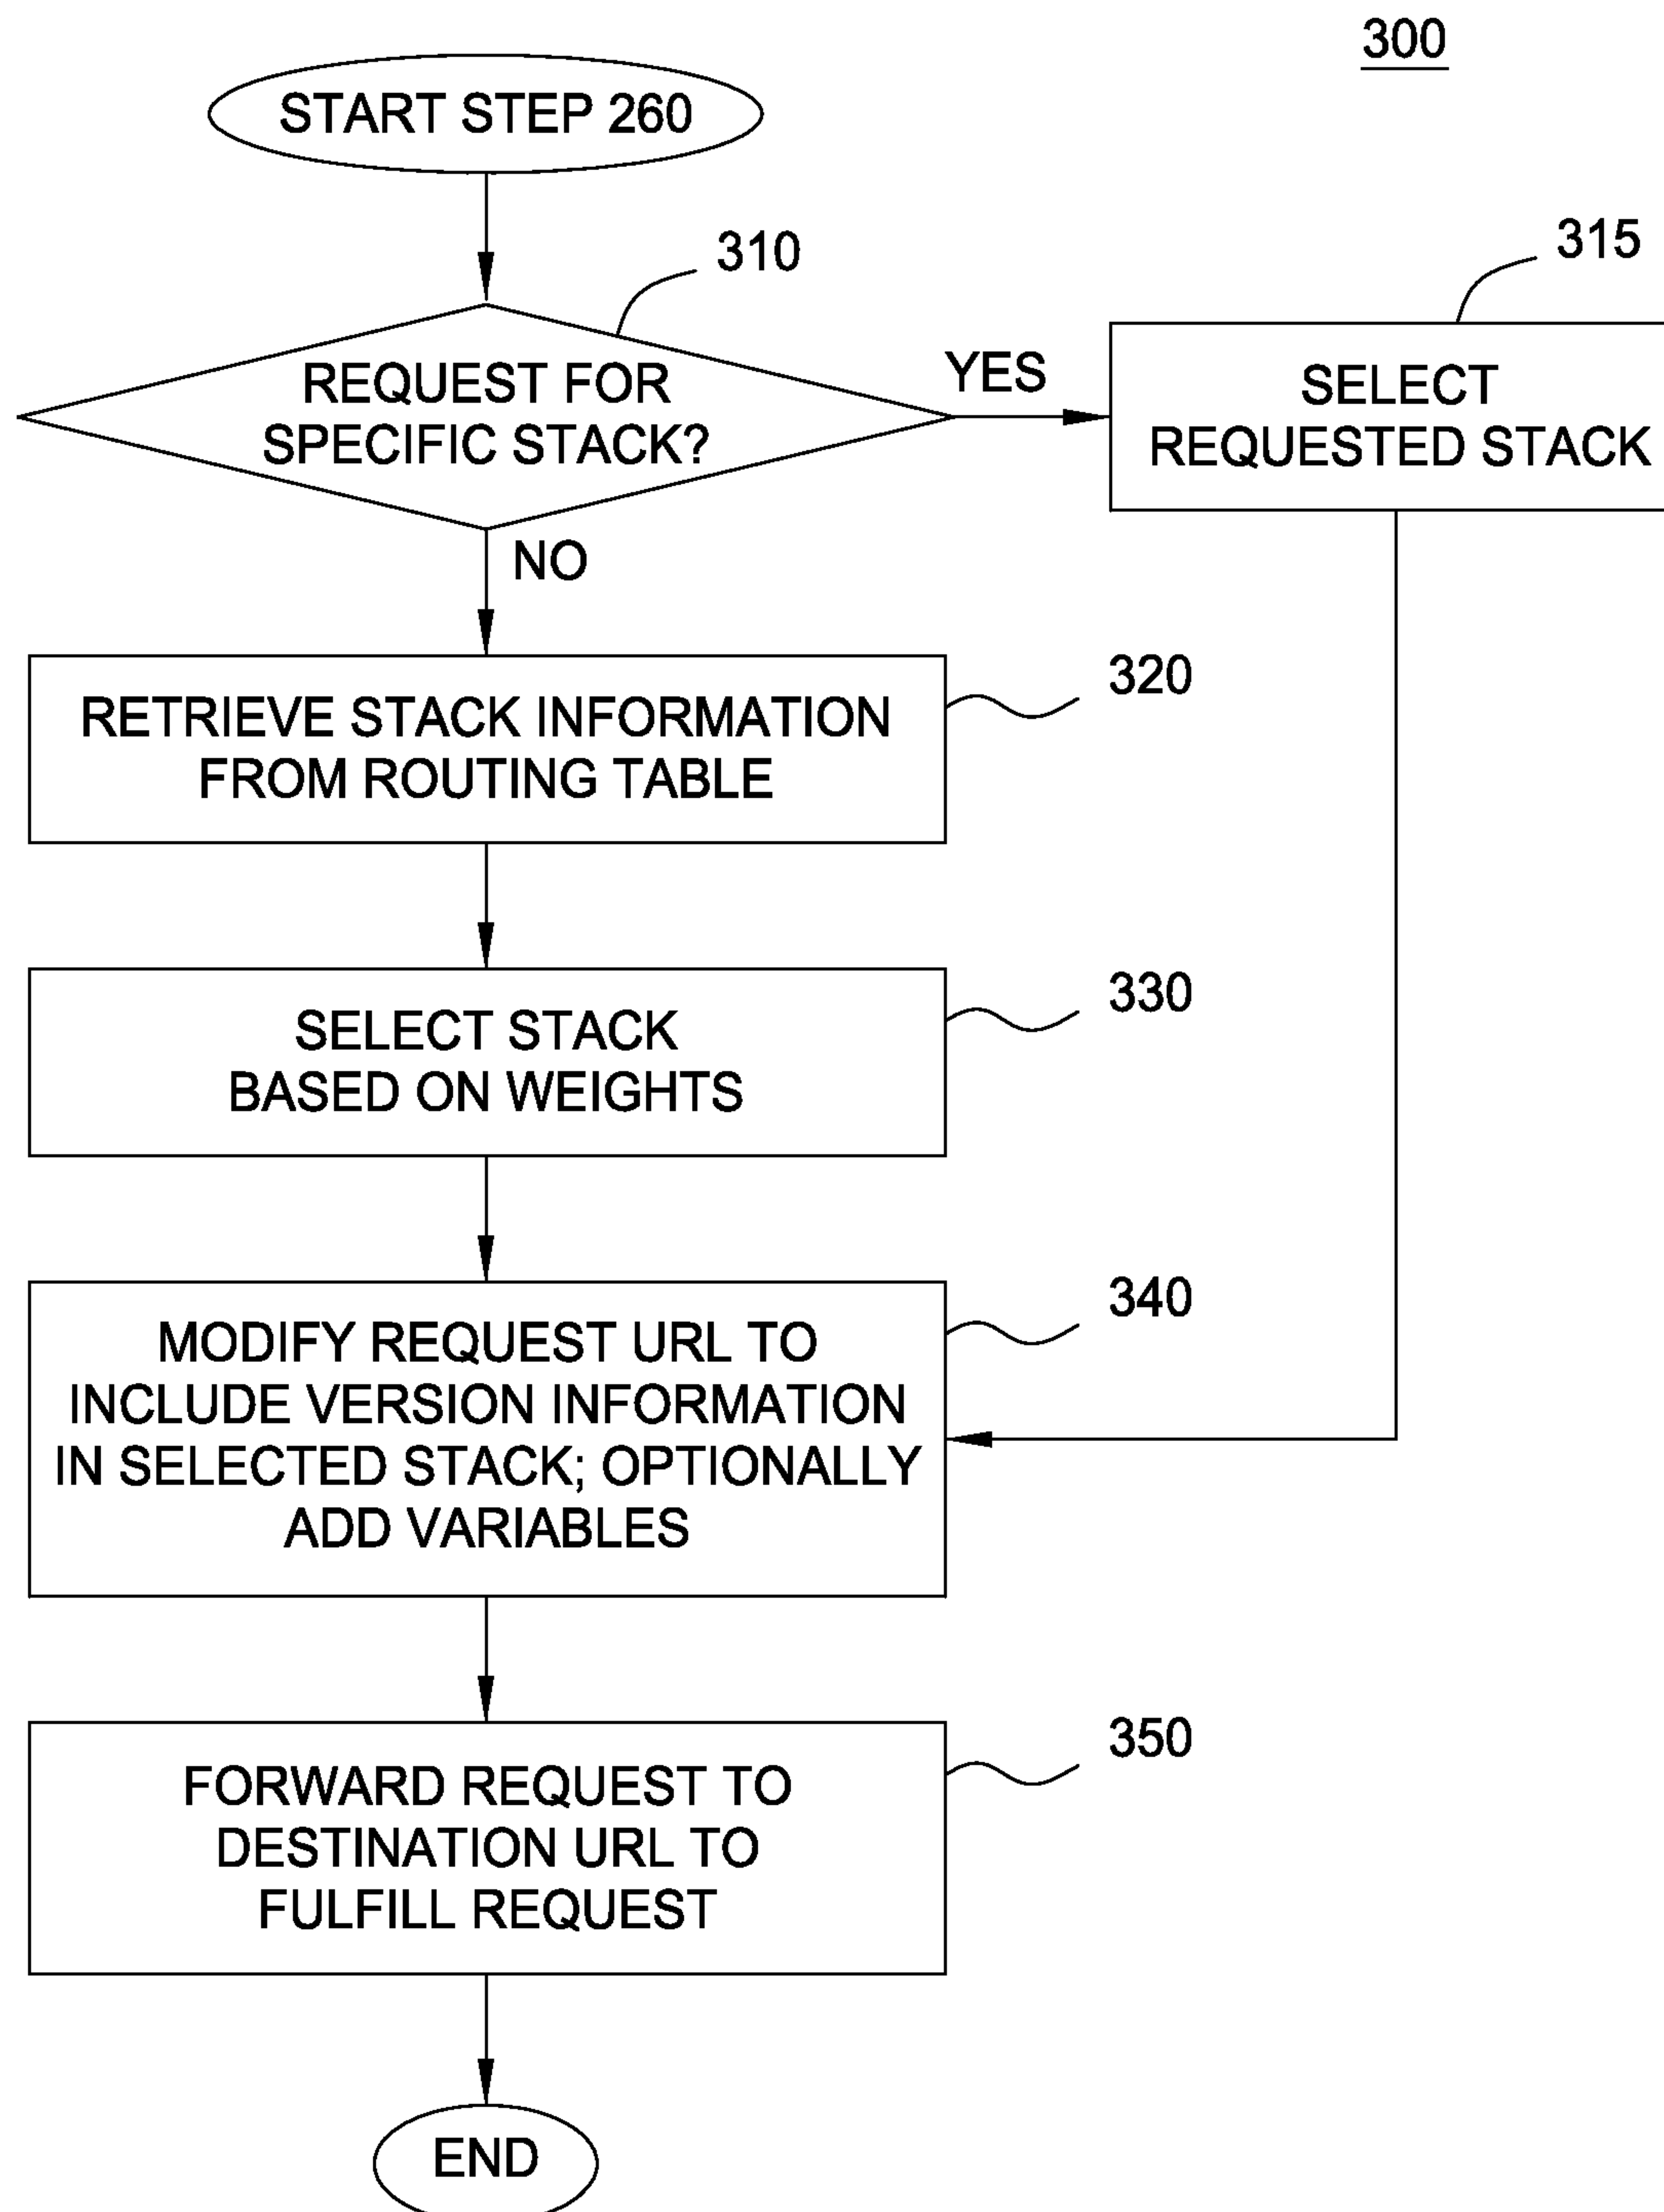 300
START STEP 260
310
315
REQUEST FOR
SPECIFIC STACK?
YES
SELECT
REQUESTED STACK
NO
320
RETRIEVE STACK INFORMATION
FROM ROUTING TABLE
330
SELECT STACK
BASED ON WEIGHTS
340
MODIFY REQUEST URL TO
INCLUDE VERSION INFORMATION
IN SELECTED STACK; OPTIONALLY
ADD VARIABLES
350
FORWARD REQUEST TO
DESTINATION URL TO
FULFILL REQUEST
END